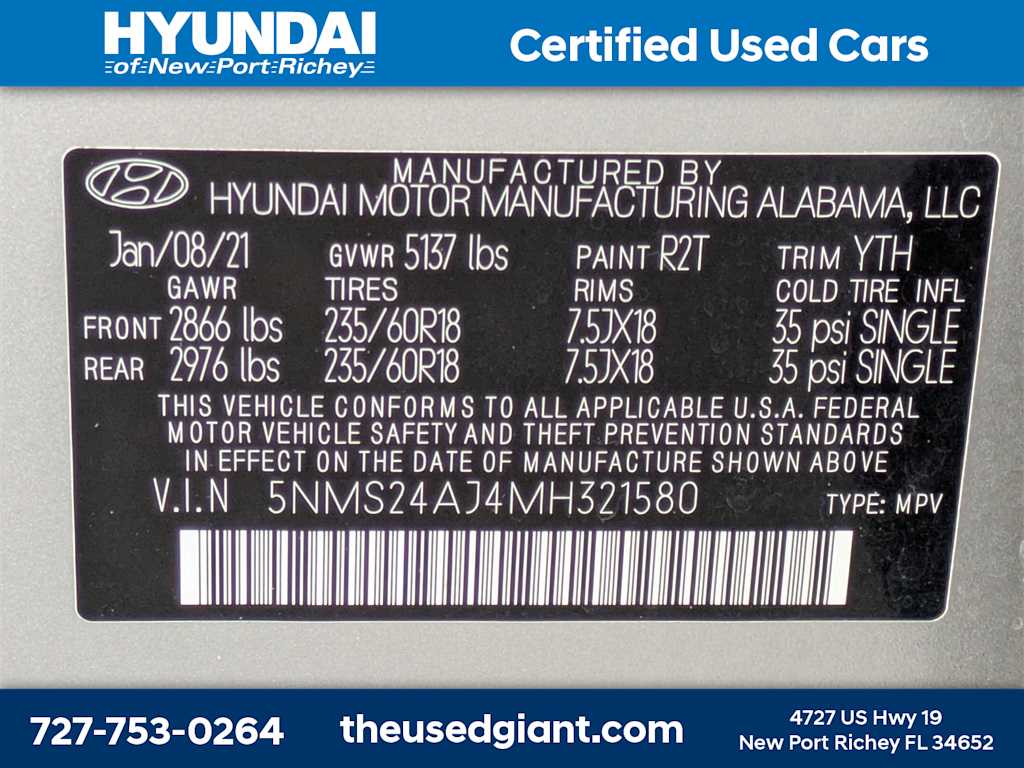 HYUNDAI
of New Port Richey
Certified Used Cars
MANUFACTURED BY
HYUNDAI MOTOR MANUFACTURING ALABAMA, LLC
Jan/08/21 GVWR 5137 lbs PAINT R2T TRIM YTH
GAWR TIRES RIMS COLD TIRE INFL
FRONT 2866 lbs 235/60R18 7.5JX18 35 psi SINGLE
REAR 2976 lbs 235/60R18 7.5JX18 35 psi SINGLE
THIS VEHICLE CONFORMS TO ALL APPLICABLE U.S.A. FEDERAL
MOTOR VEHICLE SAFETY AND THEFT PREVENTION STANDARDS
IN EFFECT ON THE DATE OF MANUFACTURE SHOWN ABOVE
V.I.N 5NMS24AJ4MH321580 TYPE: MPV
727-753-0264
theusedgiant.com
4727 US Hwy 19
New Port Richey FL 34652